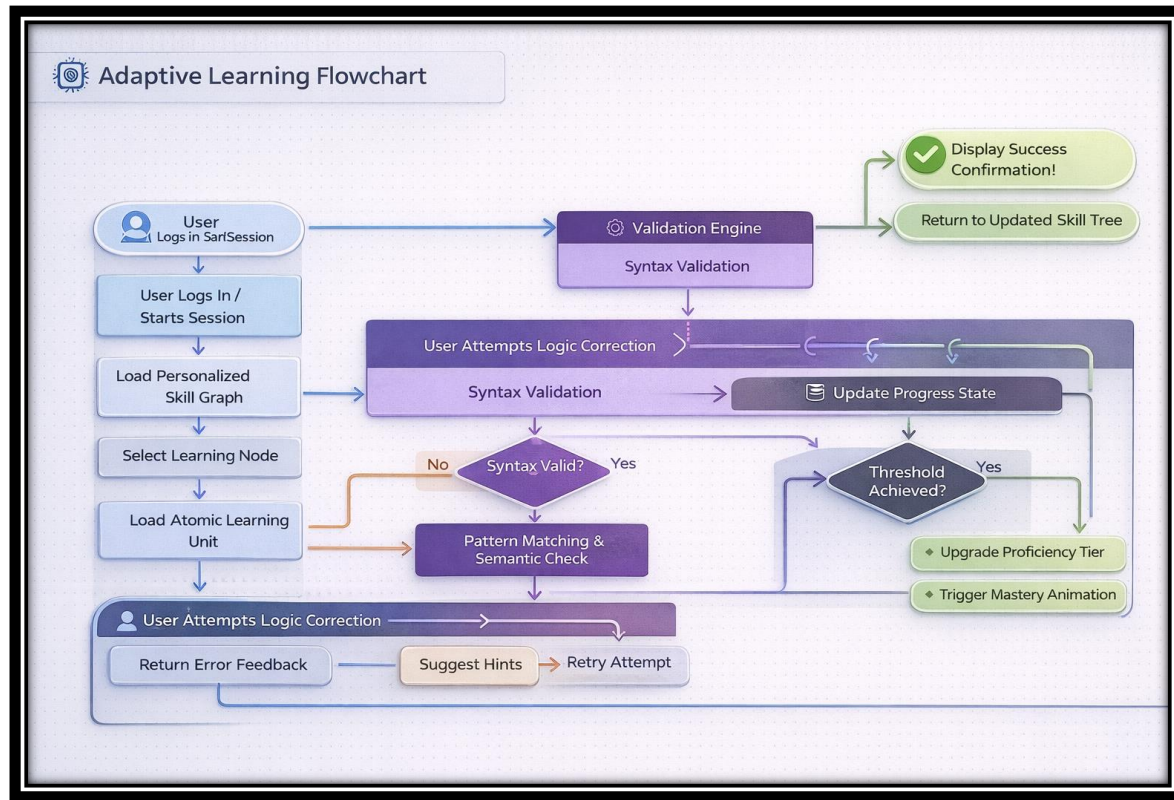 Adaptive Learning Flowchart
Display Success
Confirmation!
User
Logs in SarlSession
Validation Engine
Return to Updated Skill Tree
Syntax Validation
User Logs In /
Starts Session
User Attempts Logic Correction
Load Personalized
Skill Graph
Syntax Validation
Update Progress State
Select Learning Node
No
Syntax Valid?
Yes
Threshold
Achieved?
Yes
Load Atomic Learning
Unit
Pattern Matching &
Semantic Check
Upgrade Proficiency Tier
Trigger Mastery Animation
User Attempts Logic Correction
Return Error Feedback
Suggest Hints
Retry Attempt